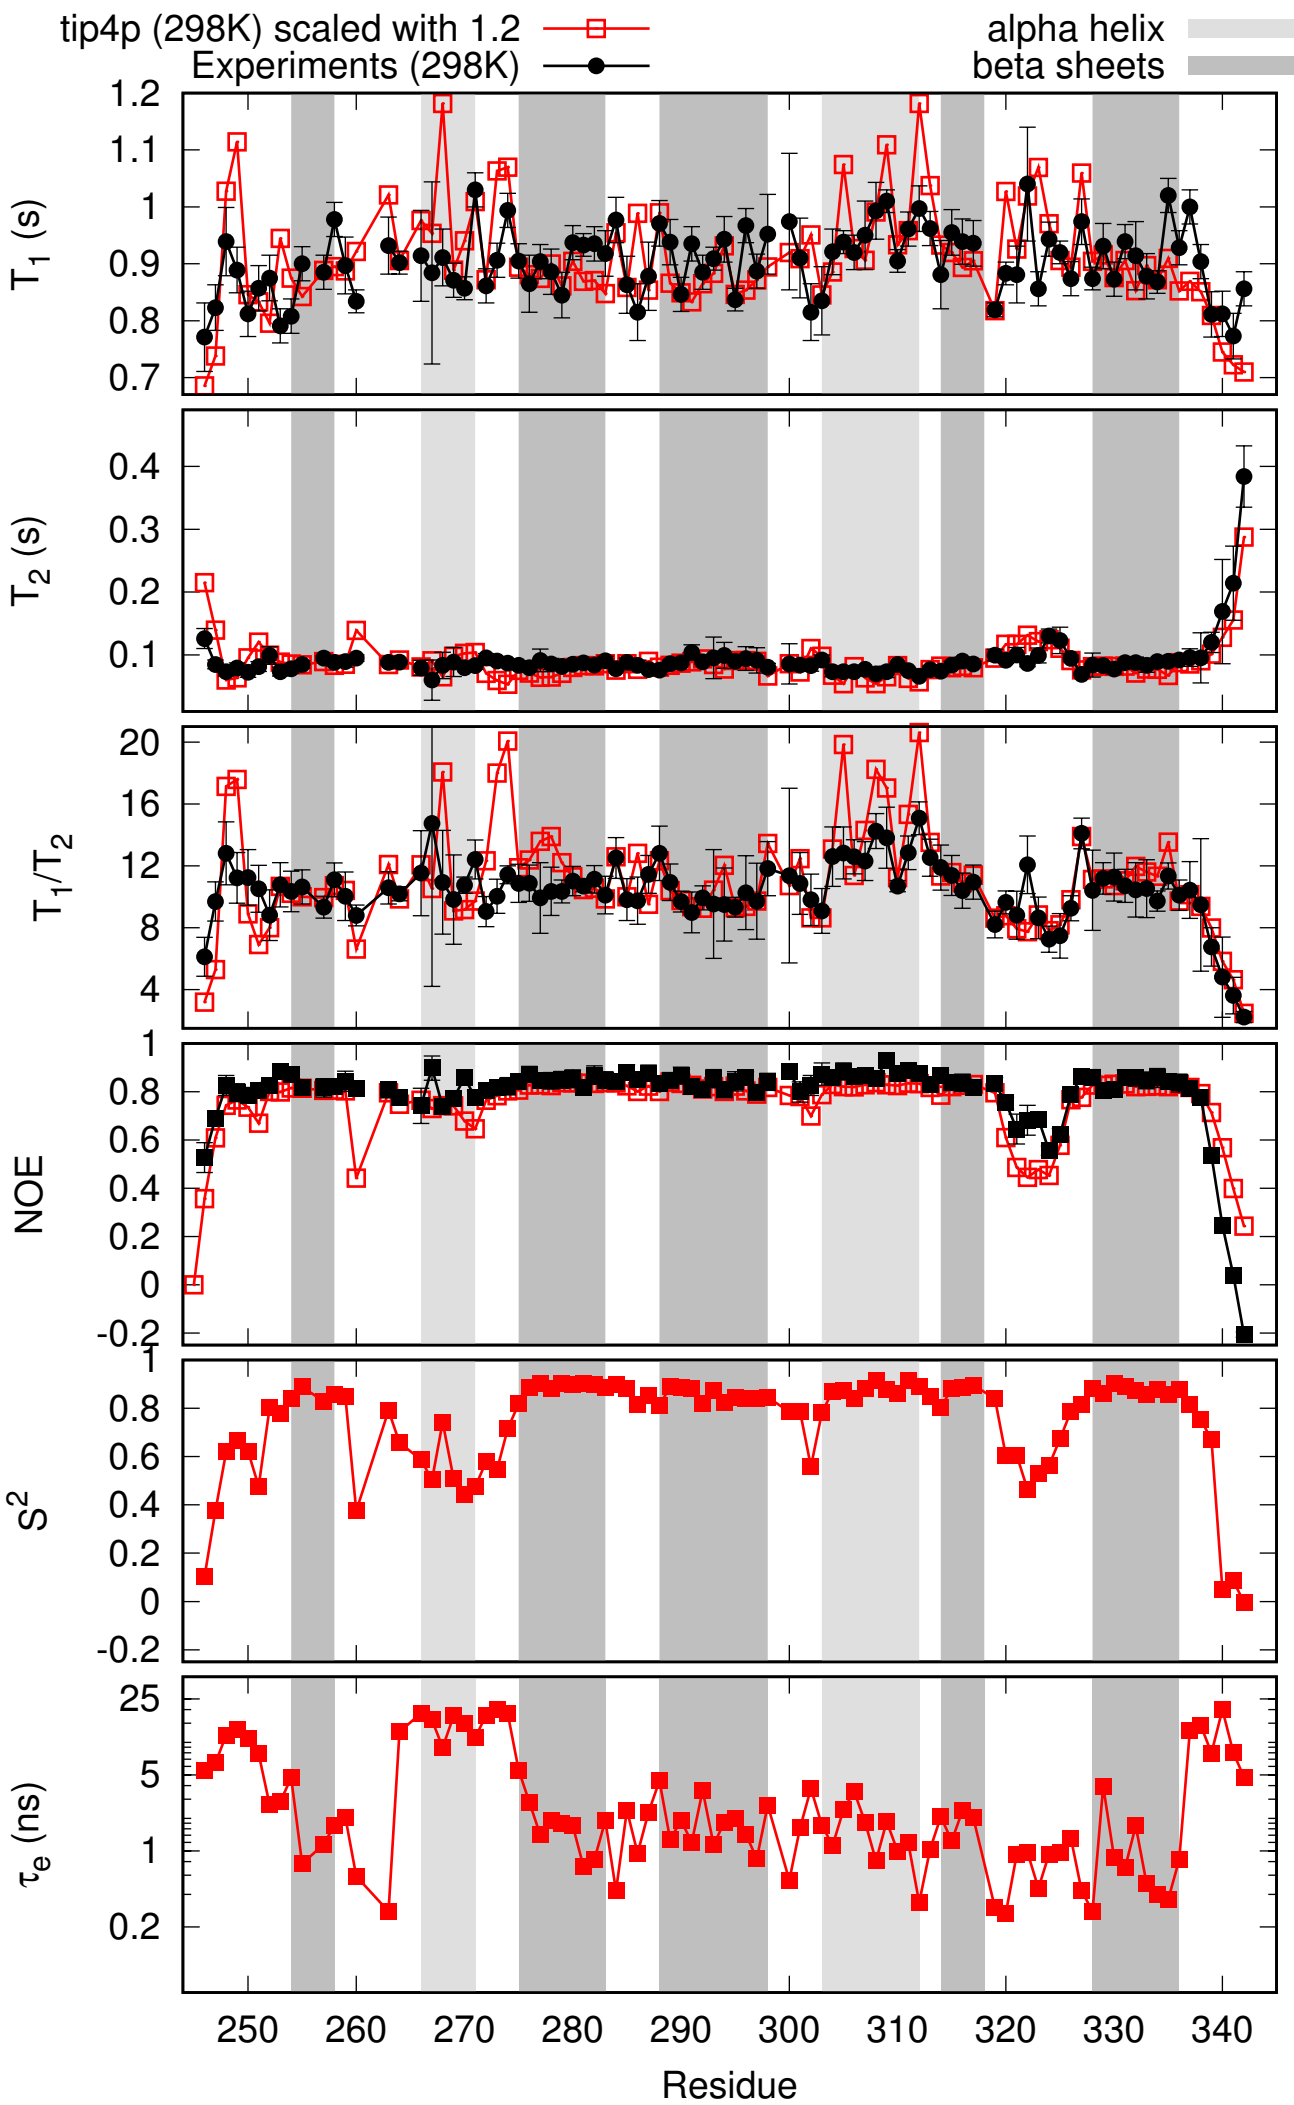 tip4p (298K) scaled with 1.2
alpha helix
Experiments (298K)
beta sheets
1.2
1.1
1
0.9
0.8
0.7
T1 (s)
0.4
0.3
0.2
0.1
T2 (s)
20
16
12
8
4
T1/T2
1
0.8
0.6
0.4
0.2
0
-0.2
NOE
1
0.8
0.6
0.4
0.2
0
-0.2
S2
25
5
1
0.2
τe (ns)
250 260 270 280 290 300 310 320 330 340
Residue